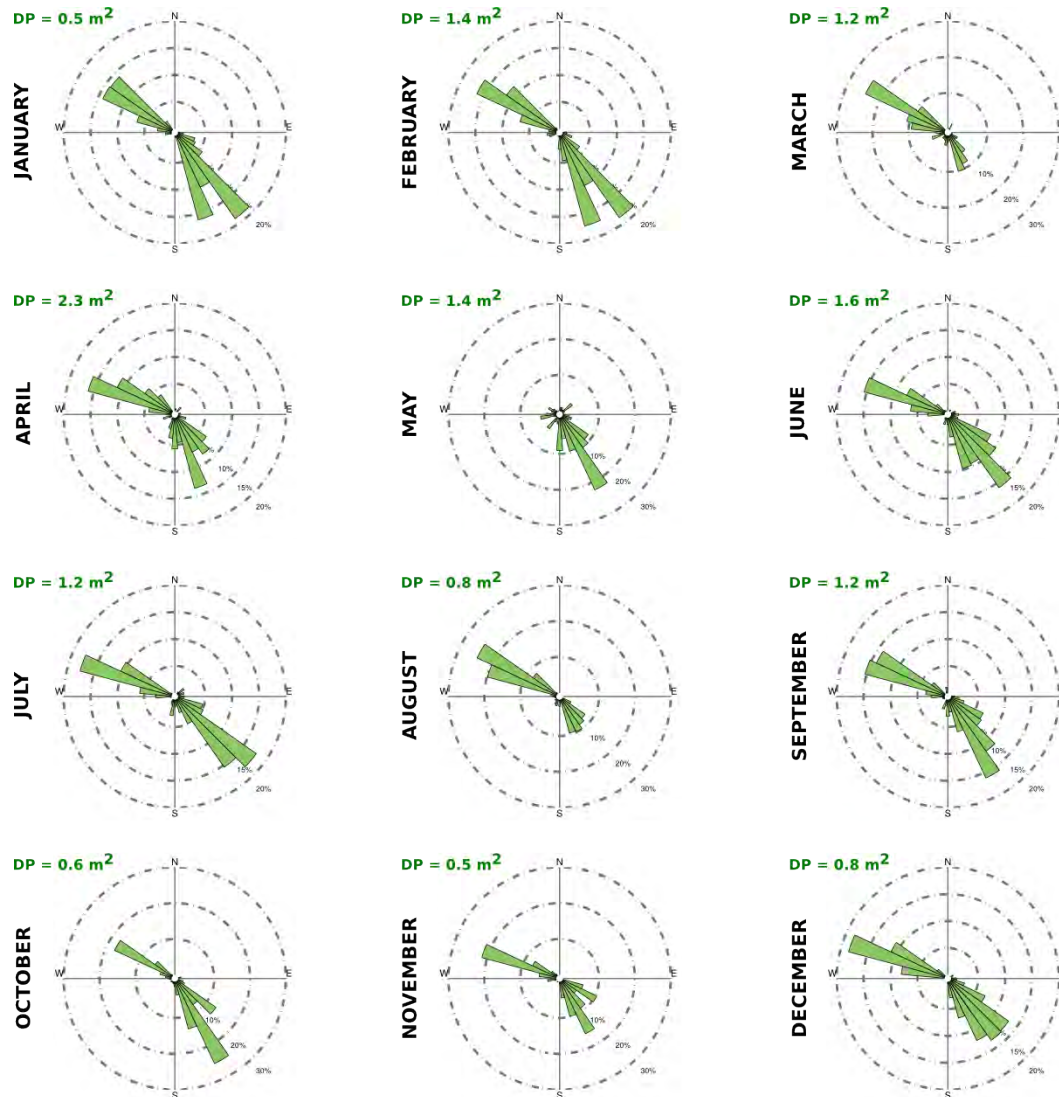 DP = 0.5 m²
N
W
E
S
20%
JANUARY
DP = 1.4 m²
N
W
E
S
20%
FEBRUARY
DP = 1.2 m²
N
W
E
S
10%
20%
30%
MARCH
DP = 2.3 m²
N
W
E
S
10%
15%
20%
APRIL
DP = 1.4 m²
N
W
E
S
10%
20%
30%
MAY
DP = 1.6 m²
N
W
E
S
15%
20%
JUNE
DP = 1.2 m²
N
W
E
S
15%
20%
JULY
DP = 0.8 m²
N
W
E
S
10%
20%
30%
AUGUST
DP = 1.2 m²
N
W
E
S
10%
15%
20%
SEPTEMBER
DP = 0.6 m²
N
W
E
S
10%
20%
30%
OCTOBER
DP = 0.5 m²
N
W
E
S
10%
20%
30%
NOVEMBER
DP = 0.8 m²
N
W
E
S
15%
20%
DECEMBER